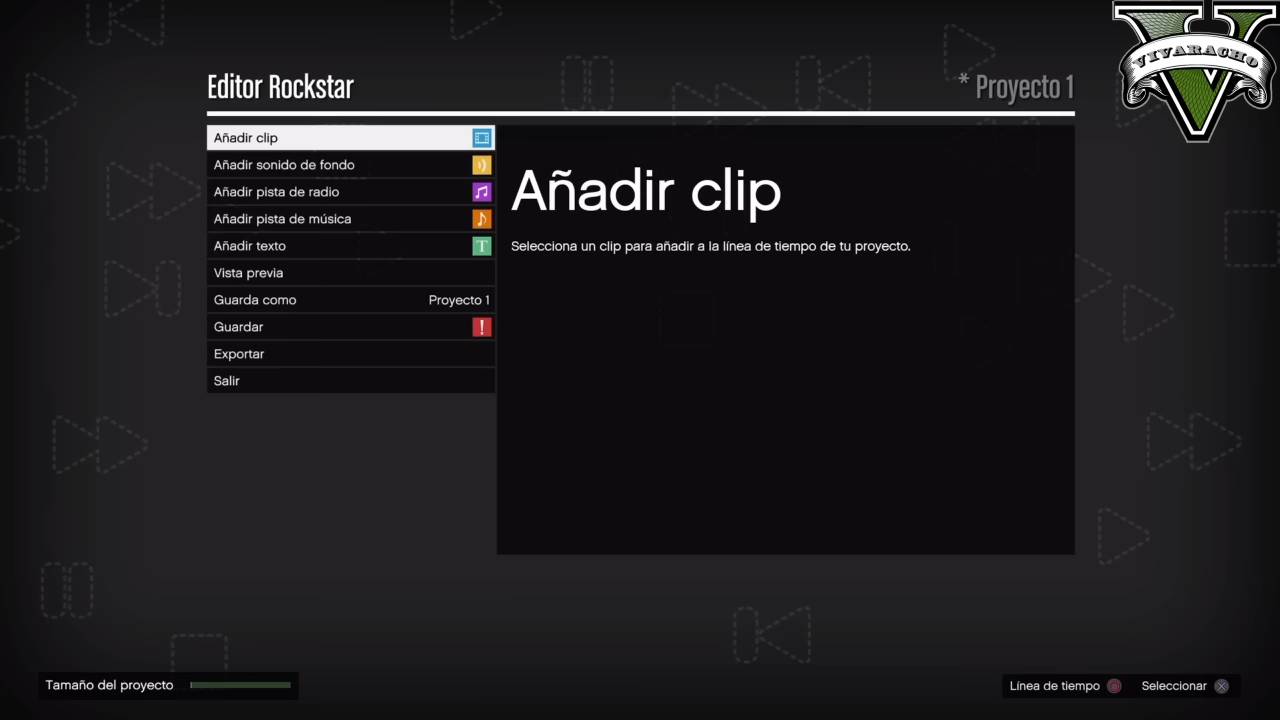 VIVARACHO
Editor Rockstar
* Proyecto 1
Añadir clip
Añadir sonido de fondo
Añadir pista de radio
Añadir pista de música
Añadir texto
T
Vista previa
Guarda como Proyecto 1
Guardar
!
Exportar
Salir
Añadir clip
Selecciona un clip para añadir a la línea de tiempo de tu proyecto.
Tamaño del proyecto
Línea de tiempo
Seleccionar